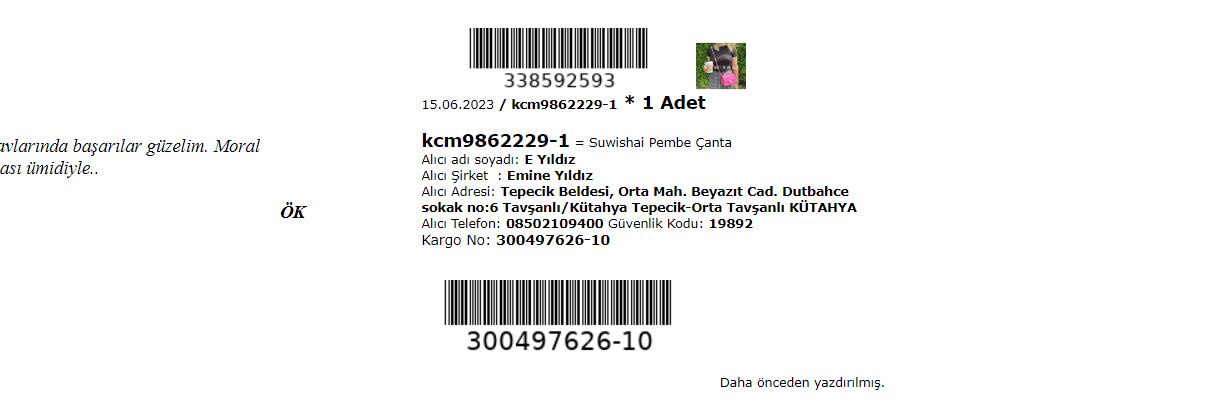 338592593
15.06.2023 / kcm9862229-1 * 1 Adet
avlarında başarılar güzelim. Moral
ası ümidiyle..
ÖK
kcm9862229-1 = Suwishai Pembe Çanta
Alıcı adı soyadı: E Yıldız
Alıcı Şirket : Emine Yıldız
Alıcı Adresi: Tepecik Beldesi, Orta Mah. Beyazıt Cad. Dutbahce
sokak no:6 Tavşanlı/Kütahya Tepecik-Orta Tavşanlı KÜTAHYA
Alıcı Telefon: 08502109400 Güvenlik Kodu: 19892
Kargo No: 300497626-10
300497626-10
Daha önceden yazdırılmış.